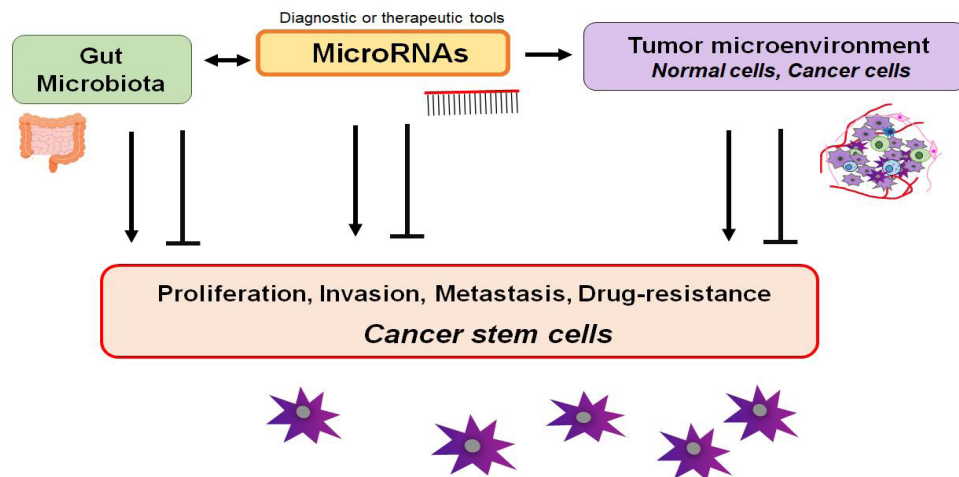 Diagnostic or therapeutic tools
Gut
Microbiota
MicroRNAs
Tumor microenvironment
Normal cells, Cancer cells
Proliferation, Invasion, Metastasis, Drug-resistance
Cancer stem cells